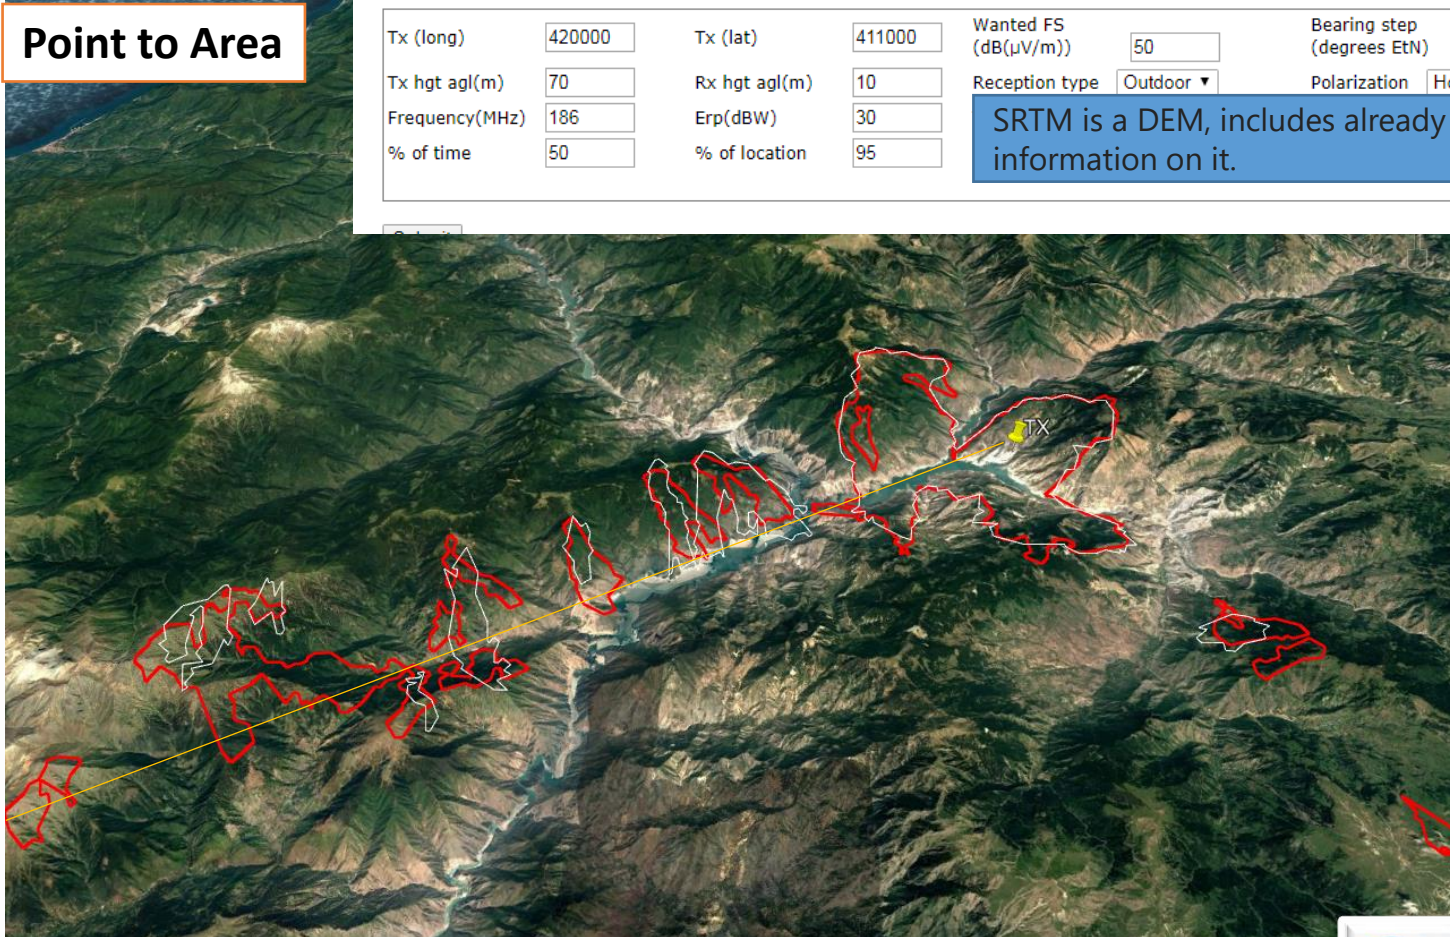 Point to Area
Tx (long) 420000 Tx (lat) 411000 Wanted FS (dB(μV/m)) 50 Bearing step (degrees EtN)
Tx hgt agl(m) 70 Rx hgt agl(m) 10 Reception type Outdoor Polarization
Frequency(MHz) 186 Erp(dBW) 30
% of time 50 % of location 95
SRTM is a DEM, includes already
information on it.
TX